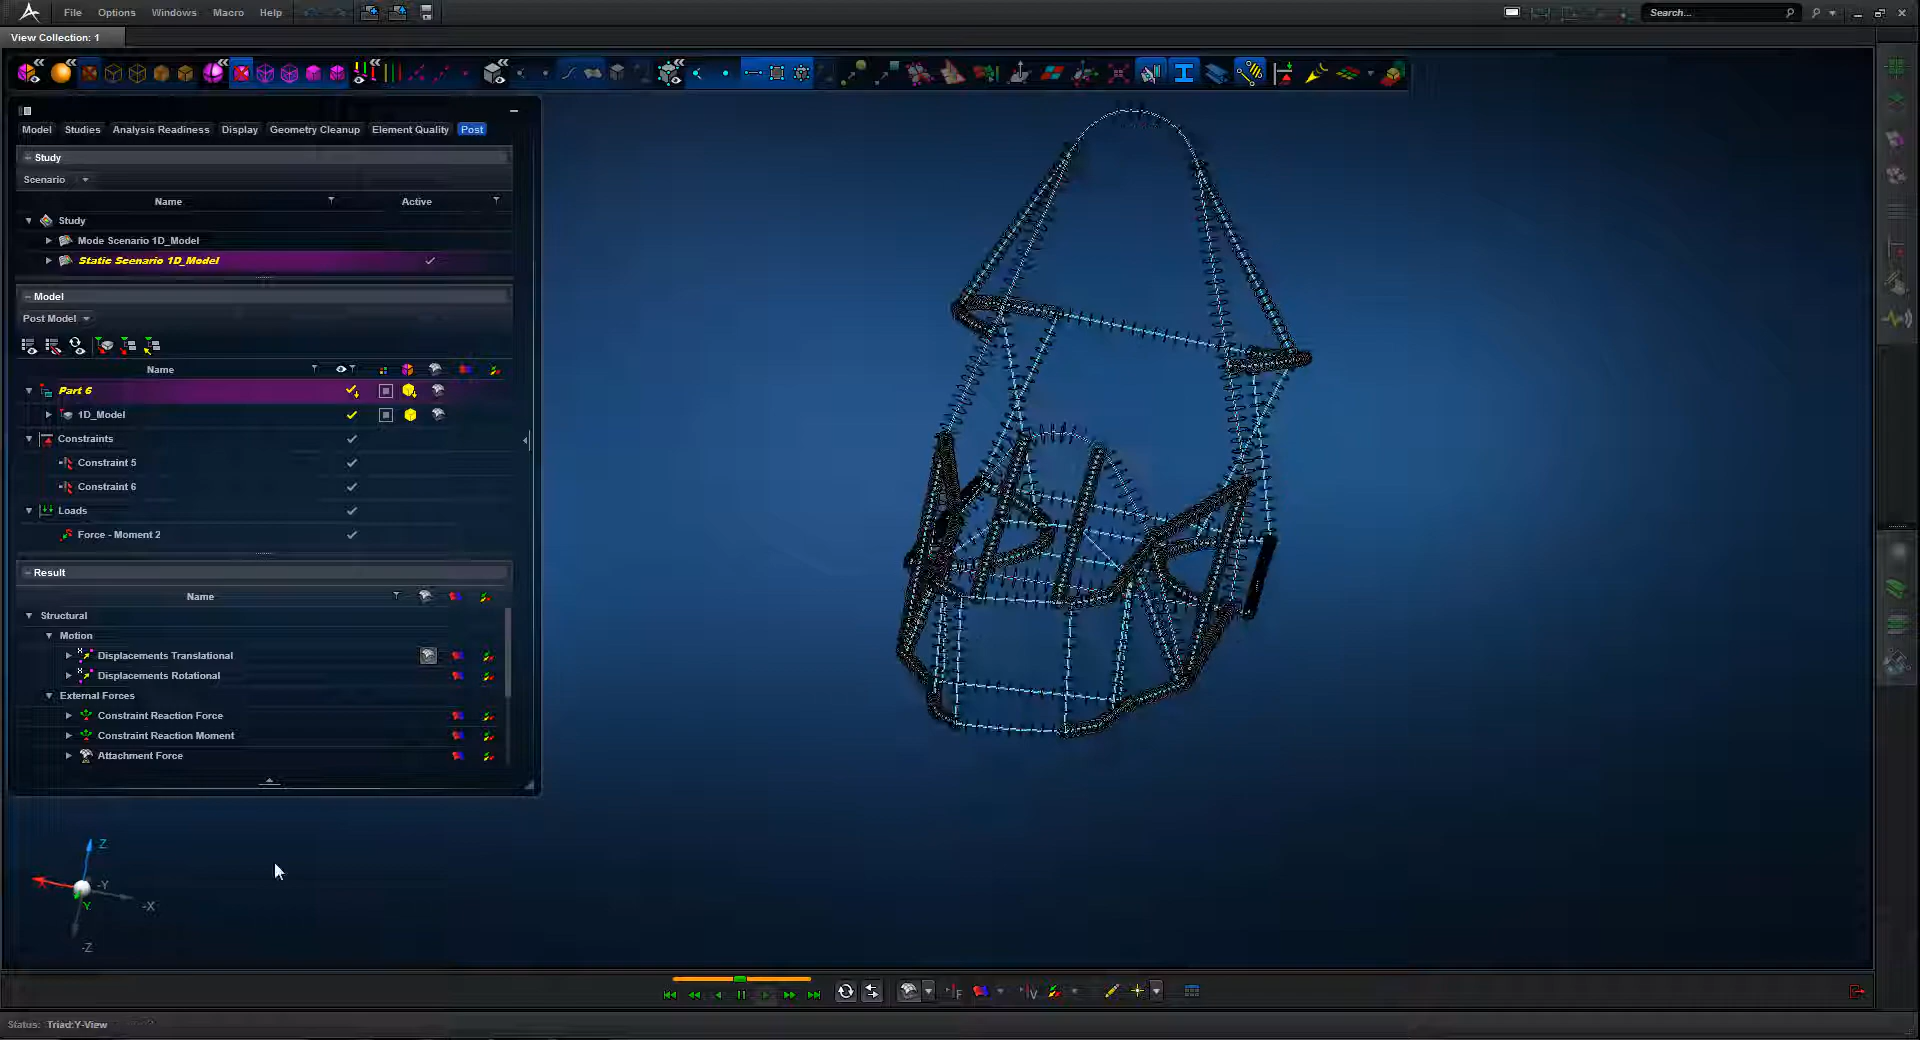 File Options Windows Macro Help Search...
View Collection: 1
Model Studies Analysis Readiness Display Geometry Cleanup Element Quality Post
Study
Scenario
Name Active
Study
Mode Scenario 1D_Model
Static Scenario 1D_Model
Model
Post Model
Name
Part 6
1D_Model
Constraints
Constraint 5
Constraint 6
Loads
Force - Moment 2
Result
Name
Structural
Motion
Displacements Translational
Displacements Rotational
External Forces
Constraint Reaction Force
Constraint Reaction Moment
Attachment Force
Z
X -Y
Y -X
-Z
F V
Status: Triad:Y-View